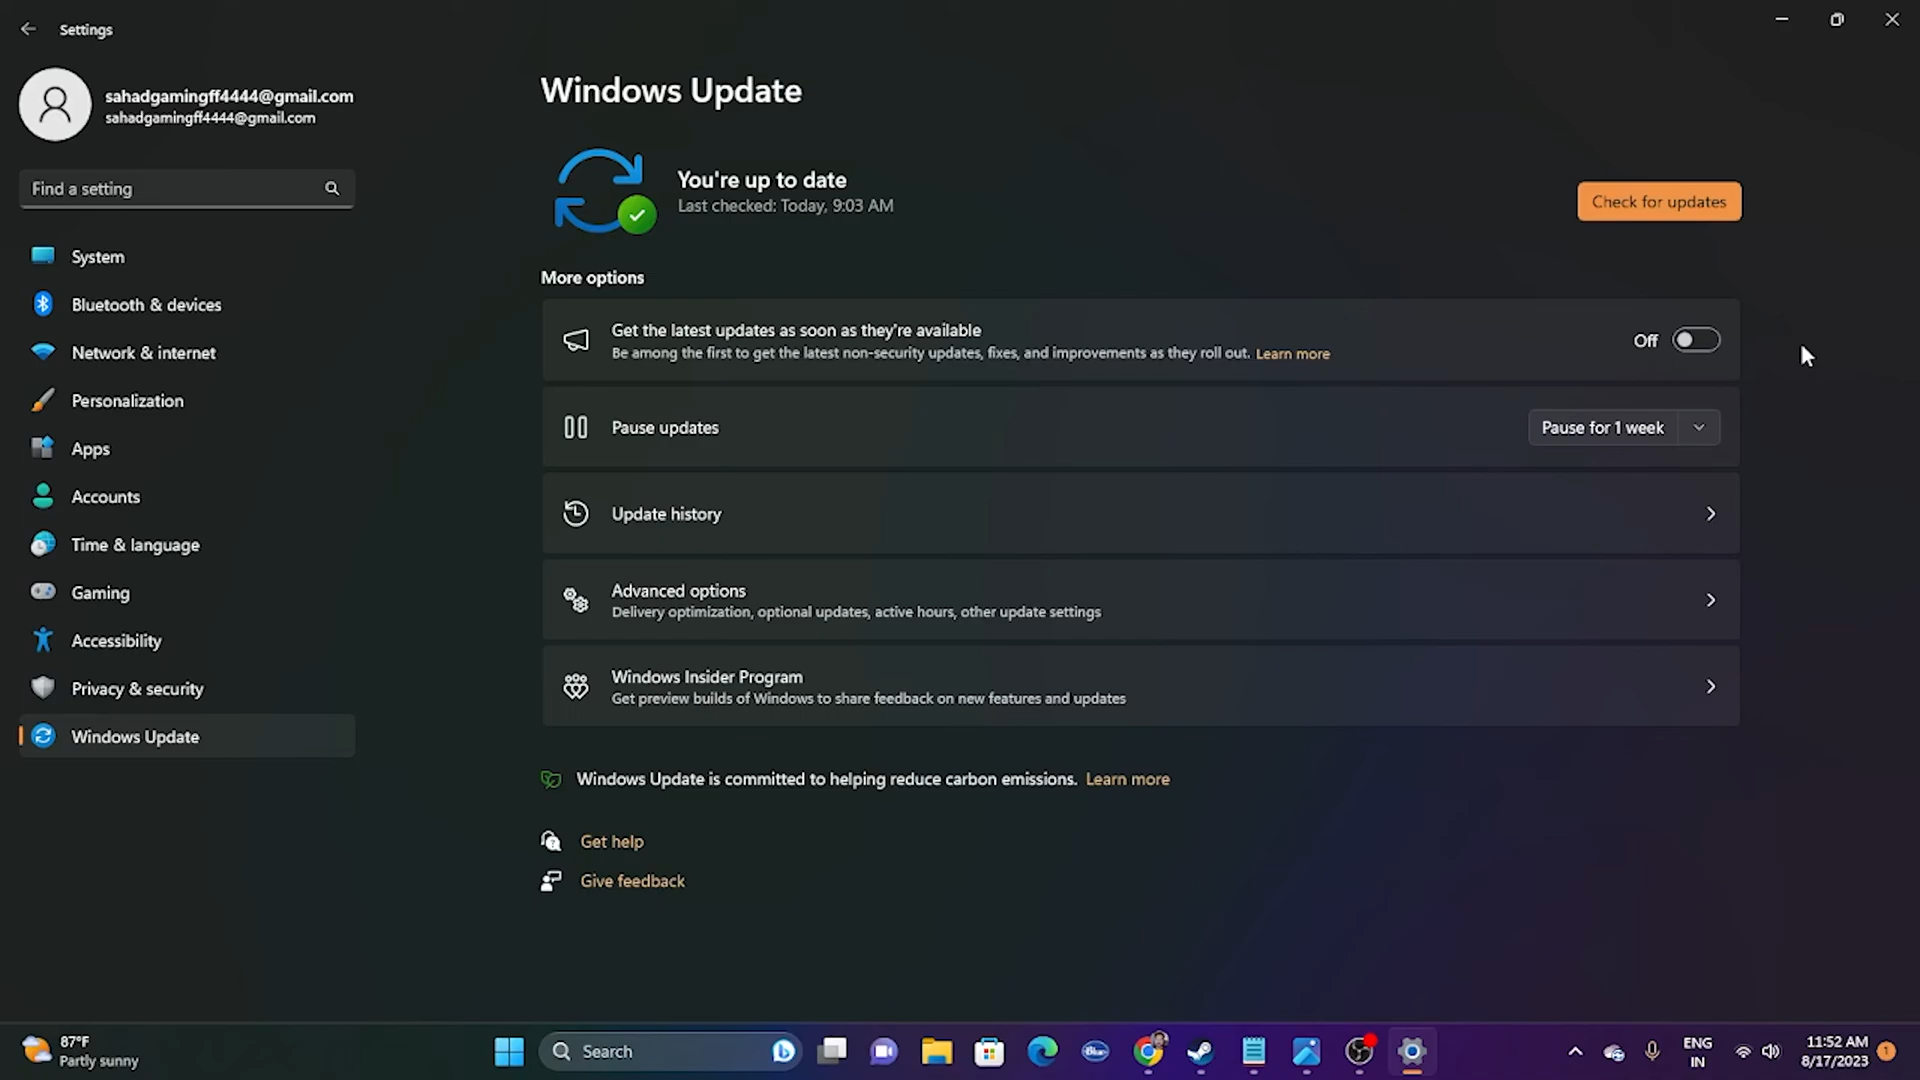 Settings
sahadgamingff4444@gmail.com
sahadgamingff4444@gmail.com
Find a setting
System
Bluetooth & devices
Network & internet
Personalization
Apps
Accounts
Time & language
Gaming
Accessibility
Privacy & security
Windows Update
Windows Update
You're up to date
Last checked: Today, 9:03 AM
Check for updates
More options
Get the latest updates as soon as they're available
Be among the first to get the latest non-security updates, fixes, and improvements as they roll out. Learn more
Off
Pause updates
Pause for 1 week
Update history
Advanced options
Delivery optimization, optional updates, active hours, other update settings
Windows Insider Program
Get preview builds of Windows to share feedback on new features and updates
Windows Update is committed to helping reduce carbon emissions. Learn more
Get help
Give feedback
87°F
Partly sunny
Search
ENG
IN
11:52 AM
8/17/2023
1